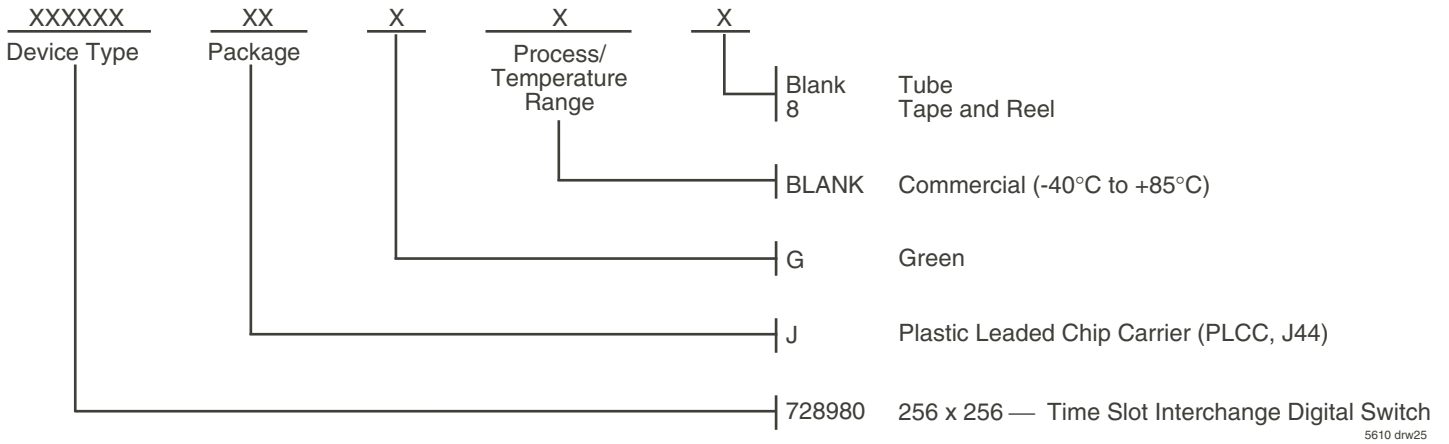 XXXXXX XX X X X
Device Type Package Process/
Temperature
Range
Blank Tube
8 Tape and Reel
BLANK Commercial (-40°C to +85°C)
G Green
J Plastic Leaded Chip Carrier (PLCC, J44)
728980 256 x 256 — Time Slot Interchange Digital Switch
5610 drw25